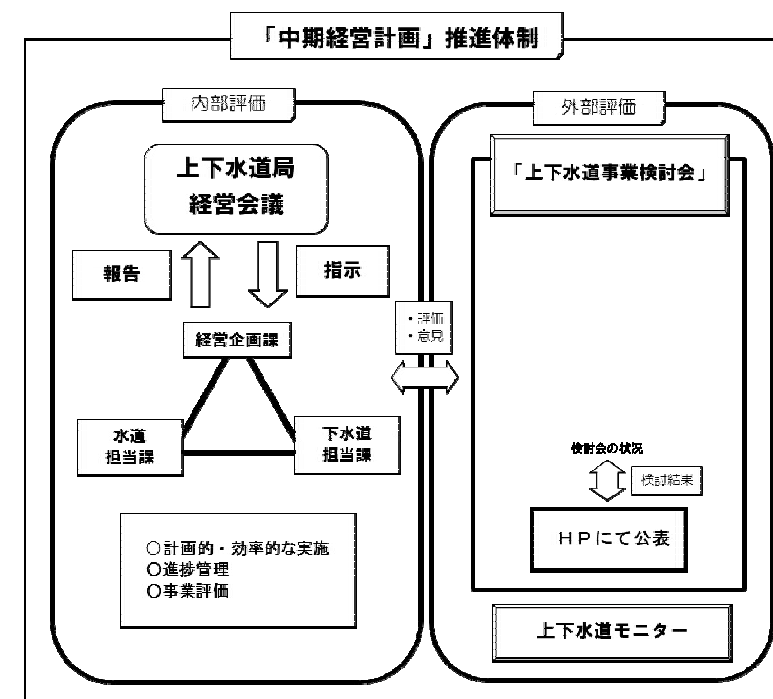 「中期経営計画」推進体制
内部評価
上下水道局
経営会議
報告
指示
経営企画課
水道
担当課
下水道
担当課
○計画的・効率的な実施
○進捗管理
○事業評価
・評価
・意見
外部評価
「上下水道事業検討会」
検討会の状況
検討結果
ＨＰにて公表
上下水道モニター